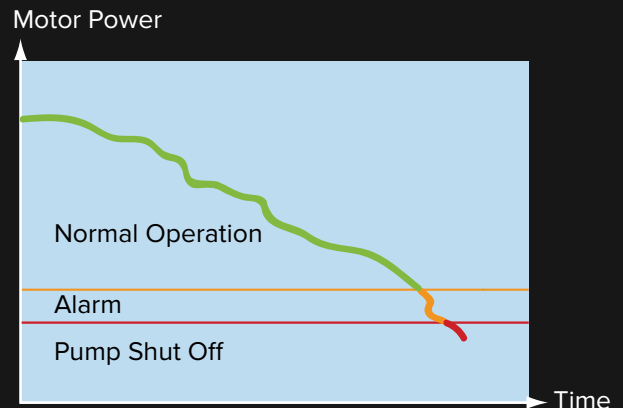 Motor Power
Normal Operation
Alarm
Pump Shut Off
Time